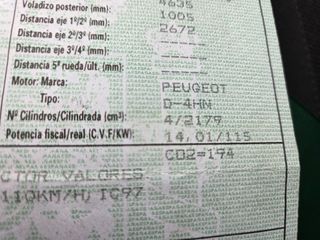 4635
Voladizo posterior (mm): 1005
Distancia eje 1º/2º (mm): 2672
Distancia eje 2º/3º (mm): -----
Distancia eje 3º/4º (mm): -----
Distancia 5ª rueda/últ. (mm): -----
Motor: Marca: PEUGEOT
Tipo: D-4HN
Nº Cilindros/Cilindrada (cm³): 4/2179
Potencia fiscal/real (C.V.F/KW): 14,01/115
CO2=194
CTOR VALORES
110KM/H, IC97